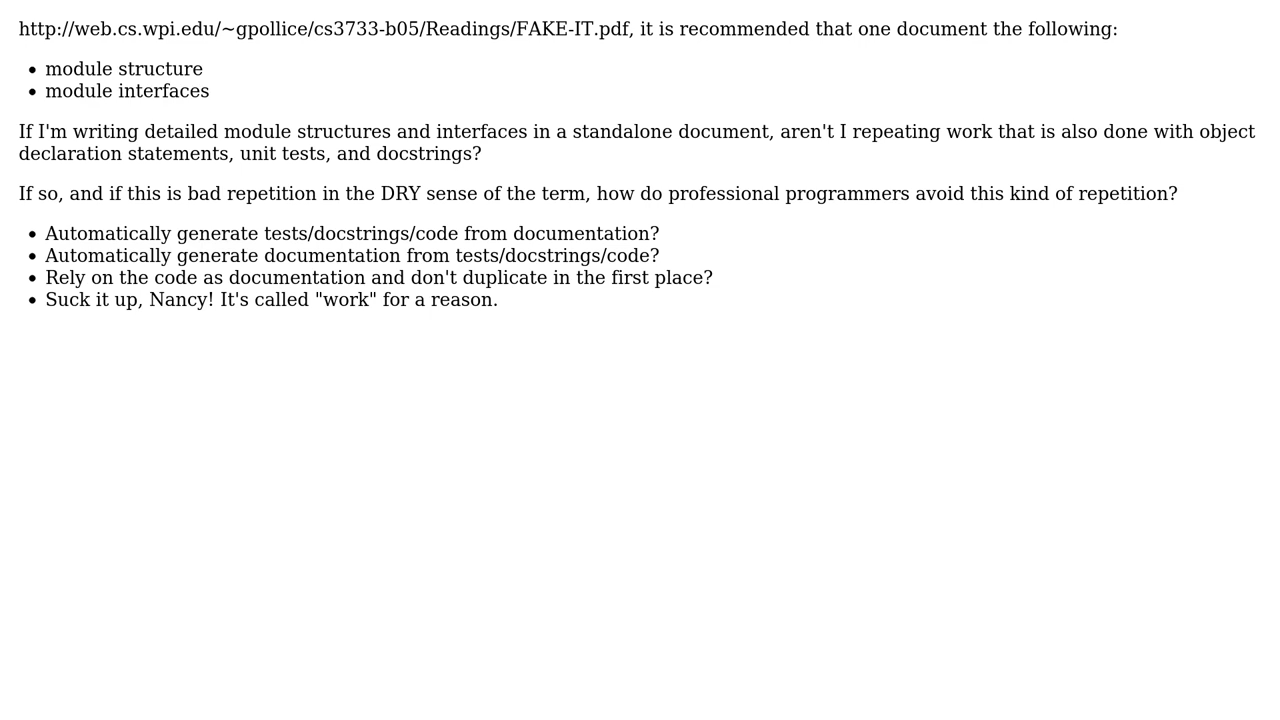 http://web.cs.wpi.edu/~gpollice/cs3733-b05/Readings/FAKE-IT.pdf, it is recommended that one document the following:
• module structure
• module interfaces
If I'm writing detailed module structures and interfaces in a standalone document, aren't I repeating work that is also done with object
declaration statements, unit tests, and docstrings?
If so, and if this is bad repetition in the DRY sense of the term, how do professional programmers avoid this kind of repetition?
• Automatically generate tests/docstrings/code from documentation?
• Automatically generate documentation from tests/docstrings/code?
• Rely on the code as documentation and don't duplicate in the first place?
• Suck it up, Nancy! It's called "work" for a reason.